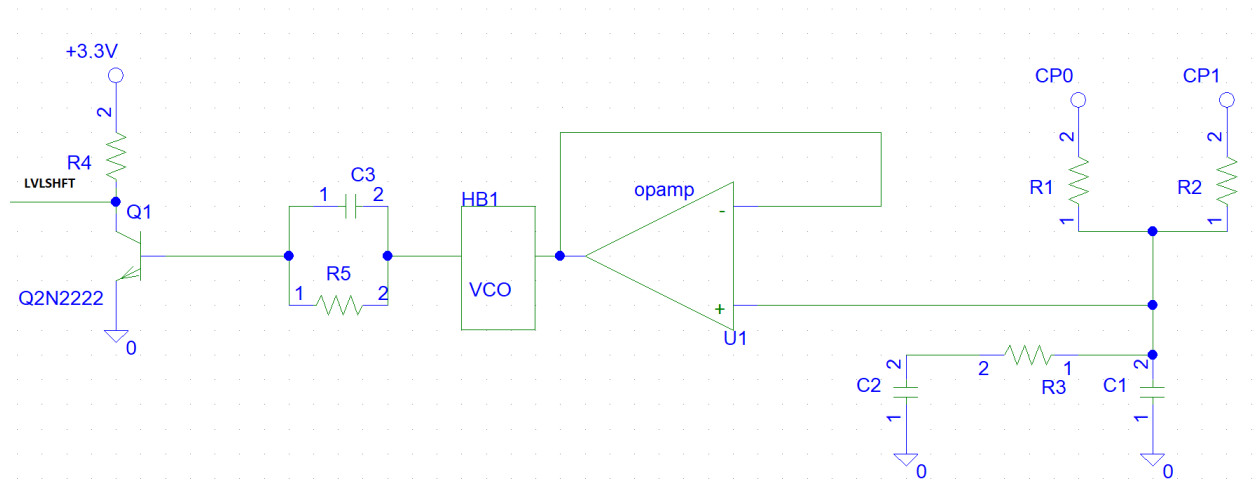 +3.3V
CP0
CP1
2
2
2
R4
C3
R1
R2
LVLSHFT
1
2
HB1
opamp
-
Q1
1
1
R5
Q2N2222
1
2
VCO
+
U1
0
2
2
1
2
C2
R3
C1
1
1
0
0